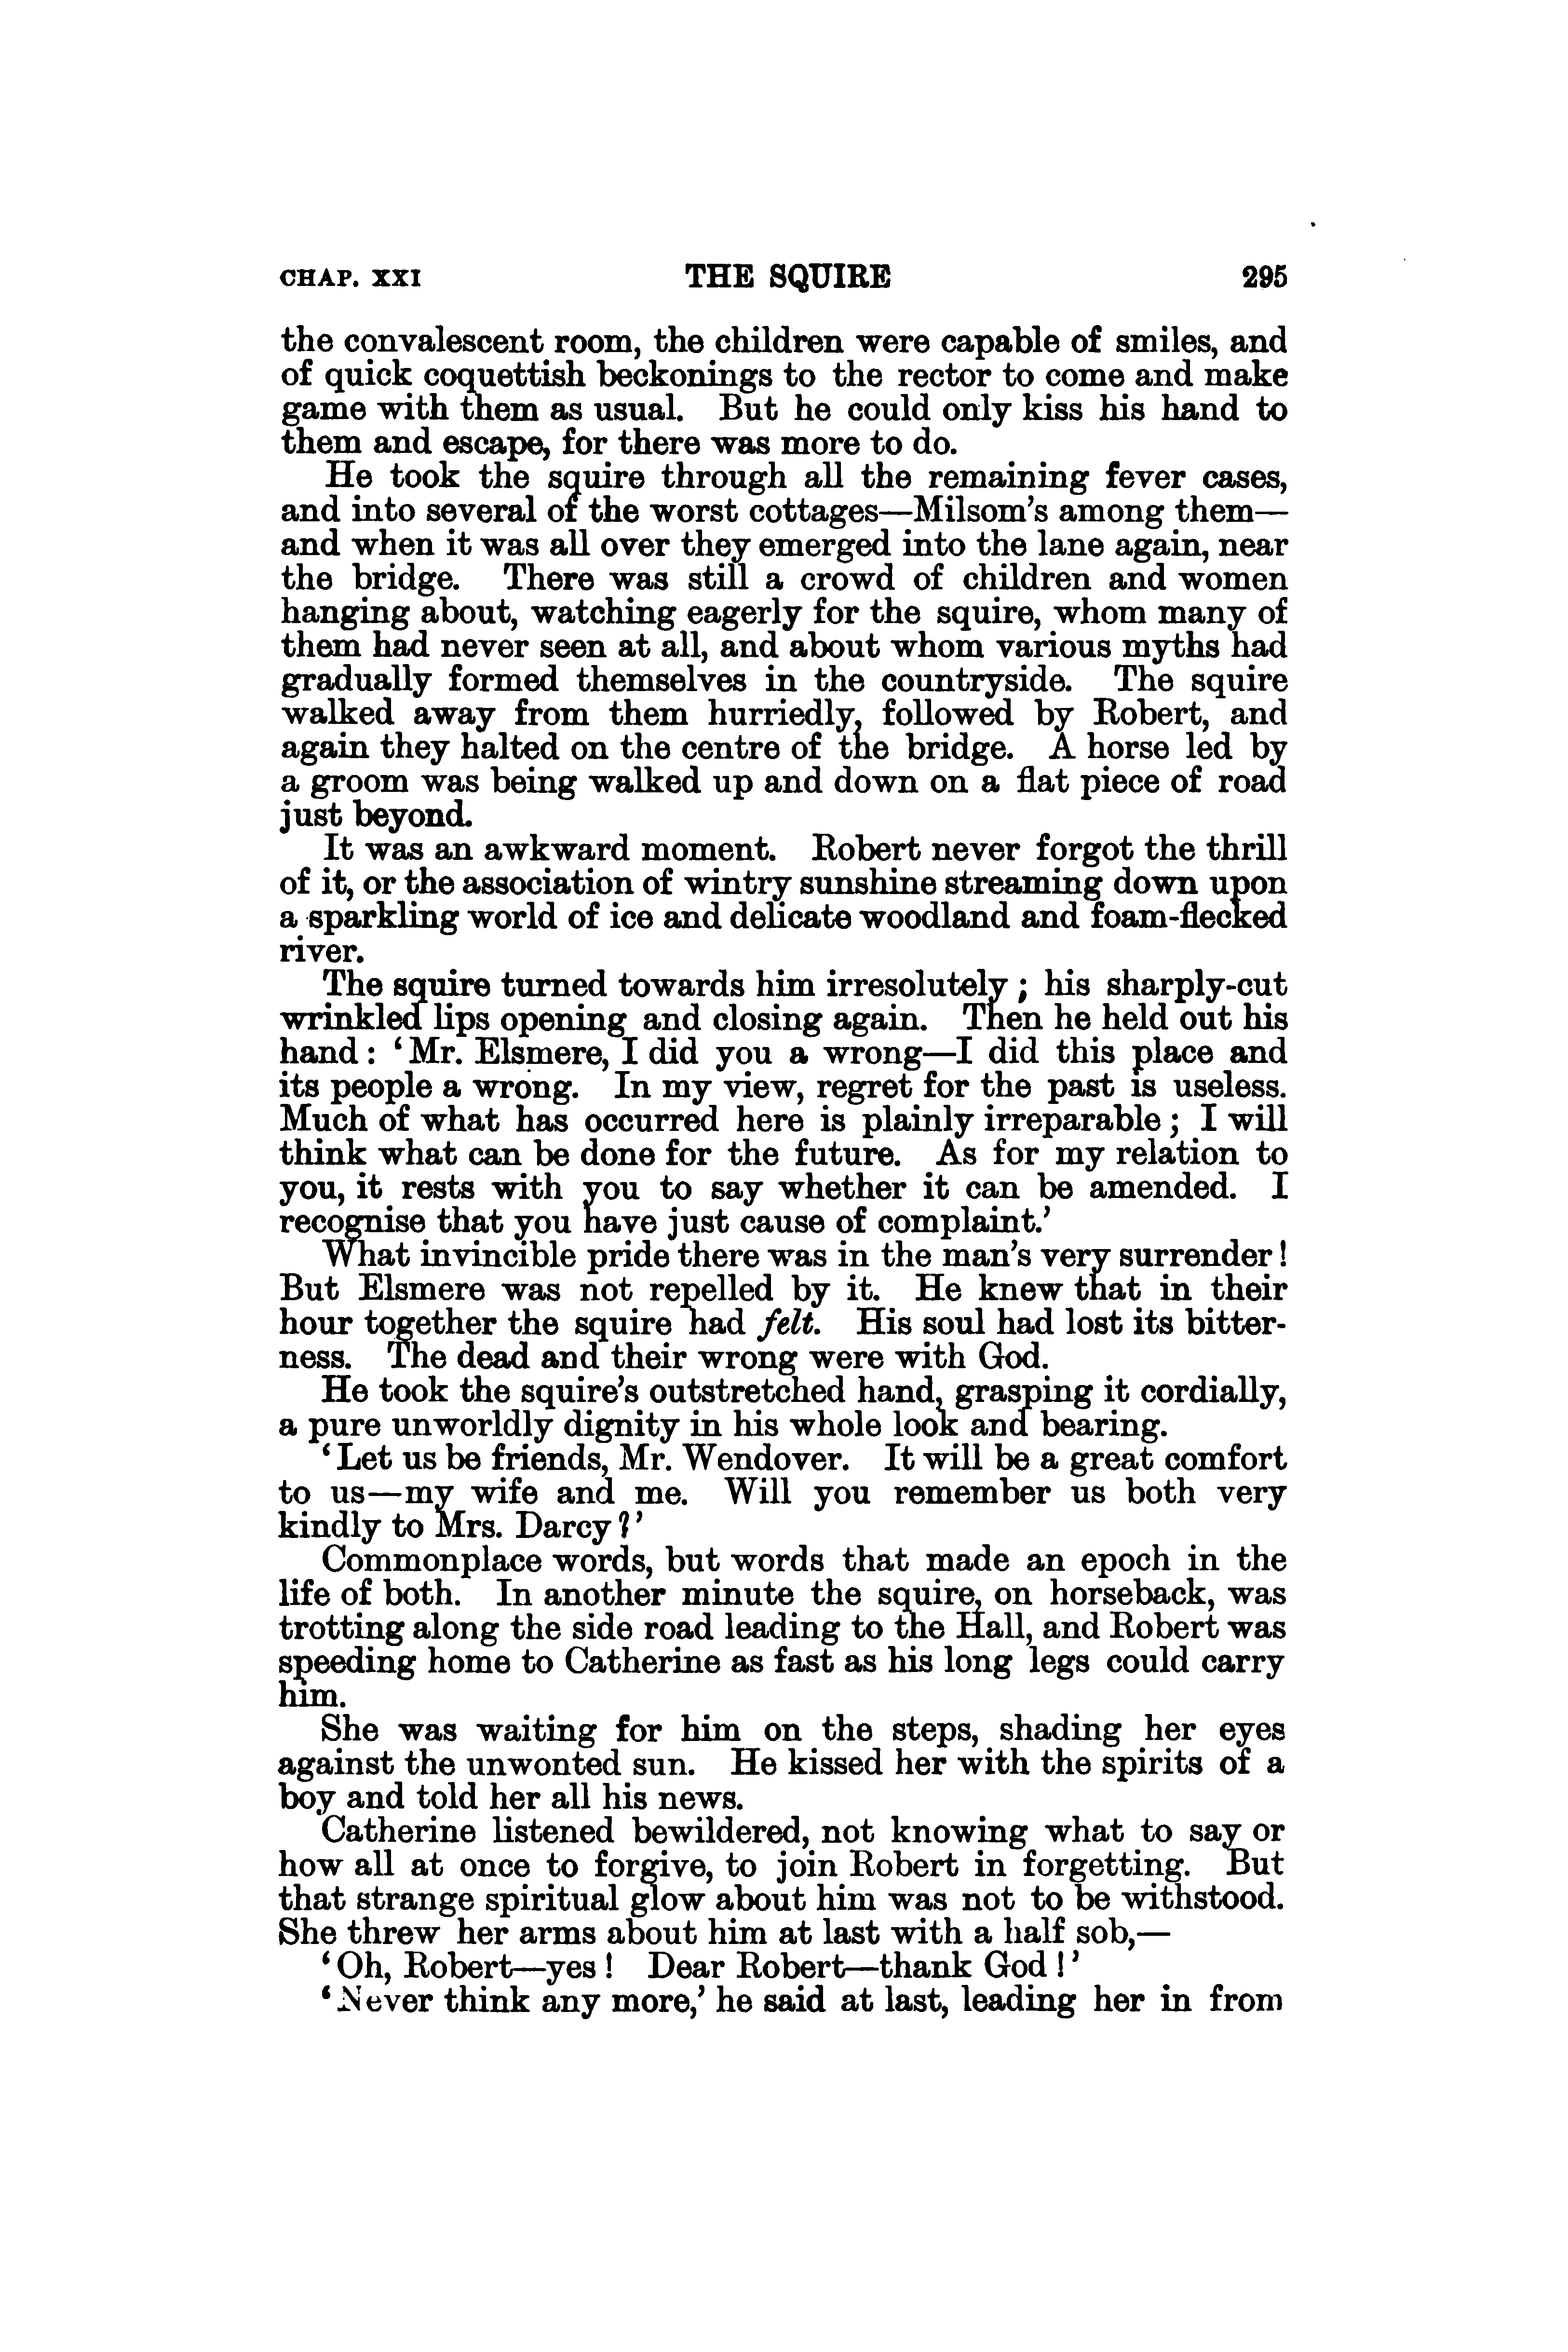 CHAP. XXI THE SQUIRE 295
the convalescent room, the children were capable of smiles, and
of quick coquettish beckonings to the rector to come and make
game with them as usual. But he could only kiss his hand to
them and escape, for there was more to do.
He took the squire through all the remaining fever cases,
and into several of the worst cottages—Milsom's among them—
and when it was all over they emerged into the lane again, near
the bridge. There was still a crowd of children and women
hanging about, watching eagerly for the squire, whom many of
them had never seen at all, and about whom various myths had
gradually formed themselves in the countryside. The squire
walked away from them hurriedly, followed by Robert, and
again they halted on the centre of the bridge. A horse led by
a groom was being walked up and down on a flat piece of road
just beyond.
It was an awkward moment. Robert never forgot the thrill
of it, or the association of wintry sunshine streaming down upon
a sparkling world of ice and delicate woodland and foam-flecked
river.
The squire turned towards him irresolutely; his sharply-cut
wrinkled lips opening and closing again. Then he held out his
hand: 'Mr. Elsmere, I did you a wrong—I did this place and
its people a wrong. In my view, regret for the past is useless.
Much of what has occurred here is plainly irreparable; I will
think what can be done for the future. As for my relation to
you, it rests with you to say whether it can be amended. I
recognise that you have just cause of complaint.'
What invincible pride there was in the man's very surrender!
But Elsmere was not repelled by it. He knew that in their
hour together the squire had felt. His soul had lost its bitter-
ness. The dead and their wrong were with God.
He took the squire's outstretched hand, grasping it cordially,
a pure unworldly dignity in his whole look and bearing.
'Let us be friends, Mr. Wendover. It will be a great comfort
to us—my wife and me. Will you remember us both very
kindly to Mrs. Darcy?'
Commonplace words, but words that made an epoch in the
life of both. In another minute the squire, on horseback, was
trotting along the side road leading to the Hall, and Robert was
speeding home to Catherine as fast as his long legs could carry
him.
She was waiting for him on the steps, shading her eyes
against the unwonted sun. He kissed her with the spirits of a
boy and told her all his news.
Catherine listened bewildered, not knowing what to say or
how all at once to forgive, to join Robert in forgetting. But
that strange spiritual glow about him was not to be withstood.
She threw her arms about him at last with a half sob,—
'Oh, Robert—yes! Dear Robert—thank God!'
'Never think any more,' he said at last, leading her in from